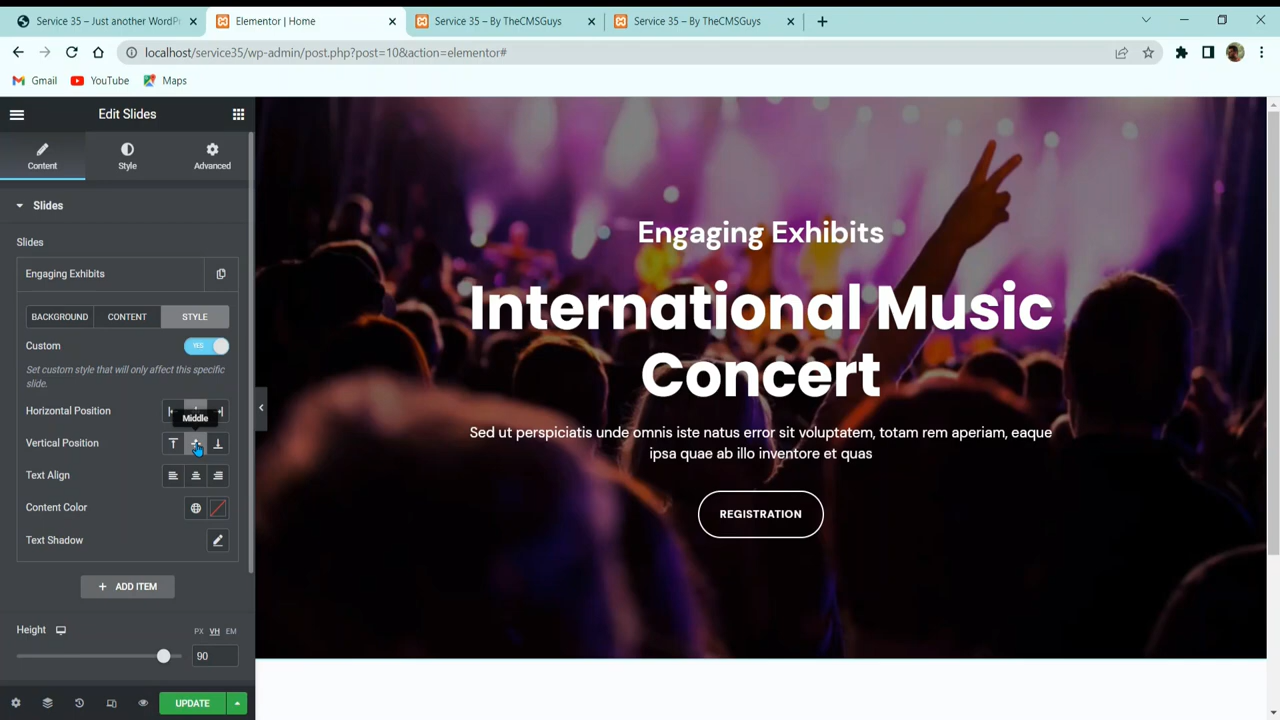 Service 35 – Just another WordPr
Elementor | Home
Service 35 – By TheCMSGuys
Service 35 – By TheCMSGuys
localhost/service35/wp-admin/post.php?post=10&action=elementor#
Gmail
YouTube
Maps
Edit Slides
Content
Style
Advanced
Slides
Slides
Engaging Exhibits
BACKGROUND
CONTENT
STYLE
Custom
YES
Set custom style that will only affect this specific
slide.
Horizontal Position
Middle
Vertical Position
Text Align
Content Color
Text Shadow
+ ADD ITEM
Height
PX
VH
EM
90
UPDATE
Engaging Exhibits
International Music
Concert
Sed ut perspiciatis unde omnis iste natus error sit voluptatem, totam rem aperiam, eaque
ipsa quae ab illo inventore et quas
REGISTRATION